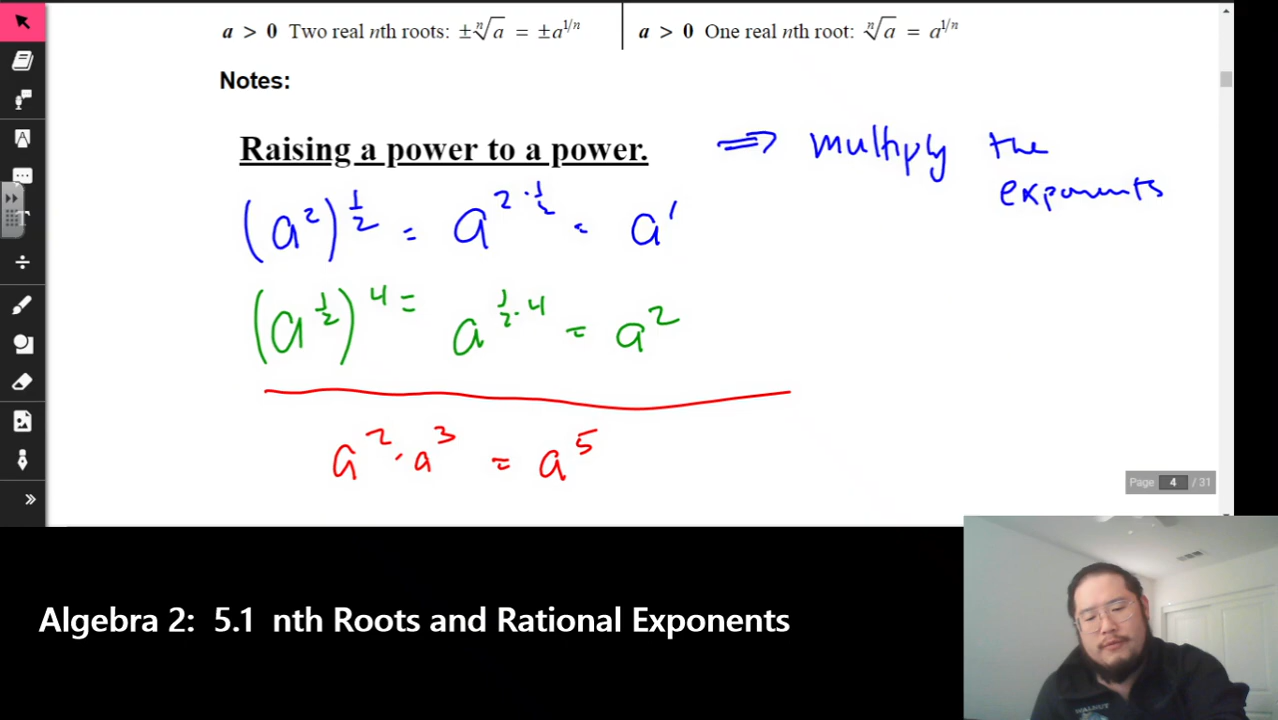 a > 0 Two real nth roots: ±ⁿ√a = ±a^{1/n}
a > 0 One real nth root: ⁿ√a = a^{1/n}
Notes:
Raising a power to a power. ⇒ multiply the
exponents
(a²)^{1/2} = a^{2·1/2} = a¹
(a^{1/2})⁴ = a^{1/2·4} = a²
a²·a³ = a⁵
Page 4 / 31
Algebra 2: 5.1 nth Roots and Rational Exponents
WALNUT